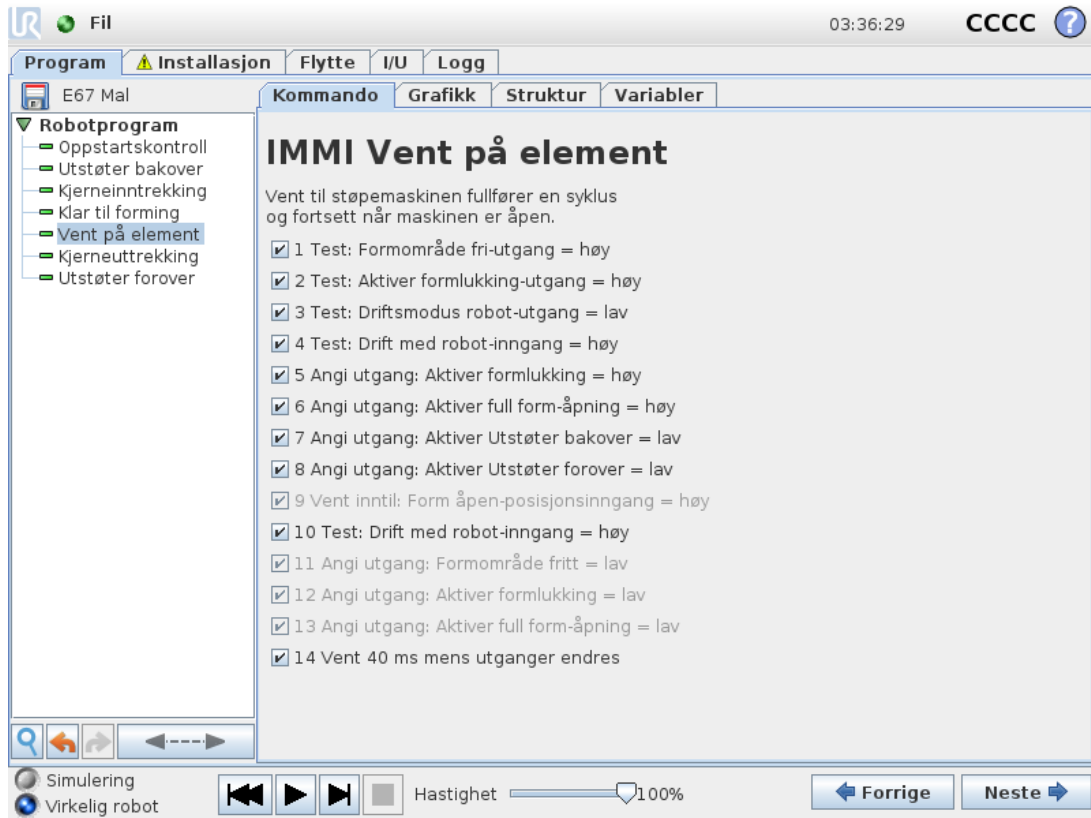 UR
Fil
03:36:29
CCCC
?
Program
Installasjon
Flytte
I/U
Logg
E67 Mal
Kommando
Grafikk
Struktur
Variabler
Robotprogram
Oppstartskontroll
Utstøter bakover
Kjerneinntrekking
Klar til forming
Vent på element
Kjerneuttrekking
Utstøter forover
IMMI Vent på element
Vent til støpemaskinen fullfører en syklus
og fortsett når maskinen er åpen.
1 Test: Formområde fri-utgang = høy
2 Test: Aktiver formlukking-utgang = høy
3 Test: Driftsmodus robot-utgang = lav
4 Test: Drift med robot-inngang = høy
5 Angi utgang: Aktiver formlukking = høy
6 Angi utgang: Aktiver full form-åpning = høy
7 Angi utgang: Aktiver Utstøter bakover = lav
8 Angi utgang: Aktiver Utstøter forover = lav
9 Vent inntil: Form åpen-posisjonsinngang = høy
10 Test: Drift med robot-inngang = høy
11 Angi utgang: Formområde fritt = lav
12 Angi utgang: Aktiver formlukking = lav
13 Angi utgang: Aktiver full form-åpning = lav
14 Vent 40 ms mens utganger endres
Simulering
Virkelig robot
Hastighet
100%
Forrige
Neste